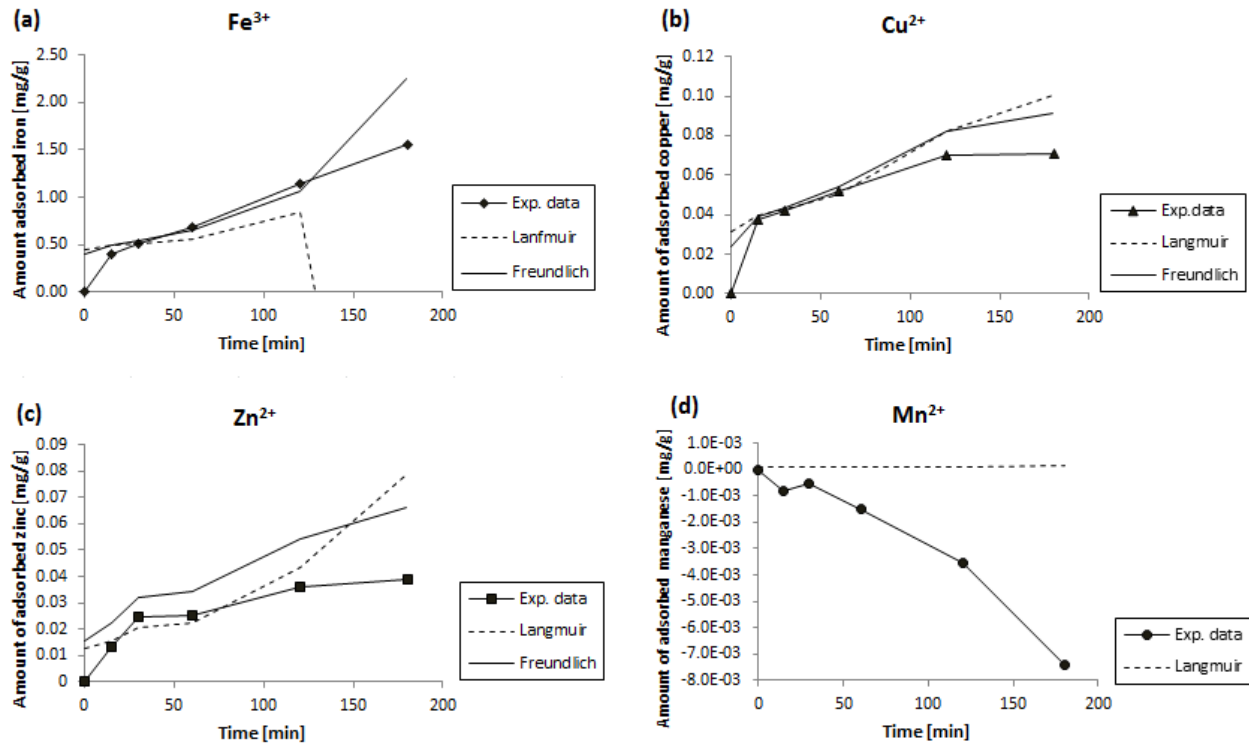 (a)
Fe³⁺
Amount adsorbed iron [mg/g]
2.50
2.00
1.50
1.00
0.50
0.00
0
50
100
150
200
Time [min]
Exp. data
Lanfmuir
Freundlich
(b)
Cu²⁺
Amount of adsorbed copper [mg/g]
0.12
0.10
0.08
0.06
0.04
0.02
0.00
0
50
100
150
200
Time [min]
Exp.data
Langmuir
Freundlich
(c)
Zn²⁺
Amount of adsorbed zinc [mg/g]
0.09
0.08
0.07
0.06
0.05
0.04
0.03
0.02
0.01
0
0
50
100
150
200
Time [min]
Exp. data
Langmuir
Freundlich
(d)
Mn²⁺
Amount of adsorbed manganese [mg/g]
1.0E-03
0.0E+00
-1.0E-03
-2.0E-03
-3.0E-03
-4.0E-03
-5.0E-03
-6.0E-03
-7.0E-03
-8.0E-03
0
50
100
150
200
Time [min]
Exp. data
Langmuir